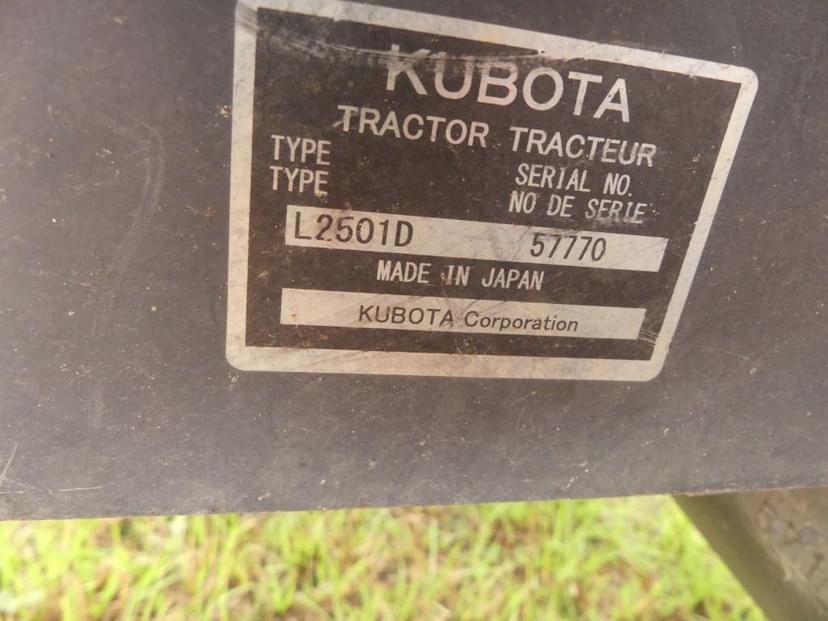 KUBOTA
TRACTOR TRACTEUR
TYPE
TYPE
SERIAL NO.
NO DE SERIE
L2501D 57770
MADE IN JAPAN
KUBOTA Corporation